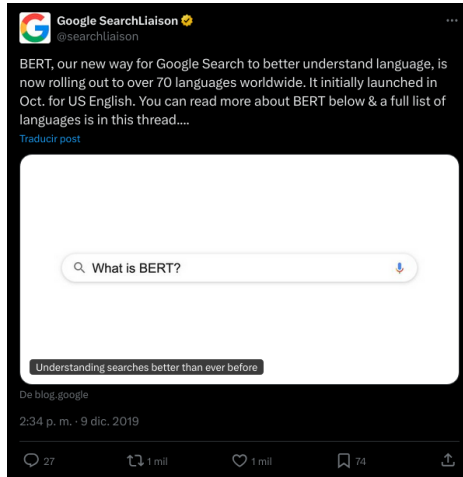 Google SearchLiaison
@searchliaison
BERT, our new way for Google Search to better understand language, is
now rolling out to over 70 languages worldwide. It initially launched in
Oct. for US English. You can read more about BERT below & a full list of
languages is in this thread....
Traducir post
What is BERT?
Understanding searches better than ever before
De blog.google
2:34 p. m. · 9 dic. 2019
27 1 mil 1 mil 74